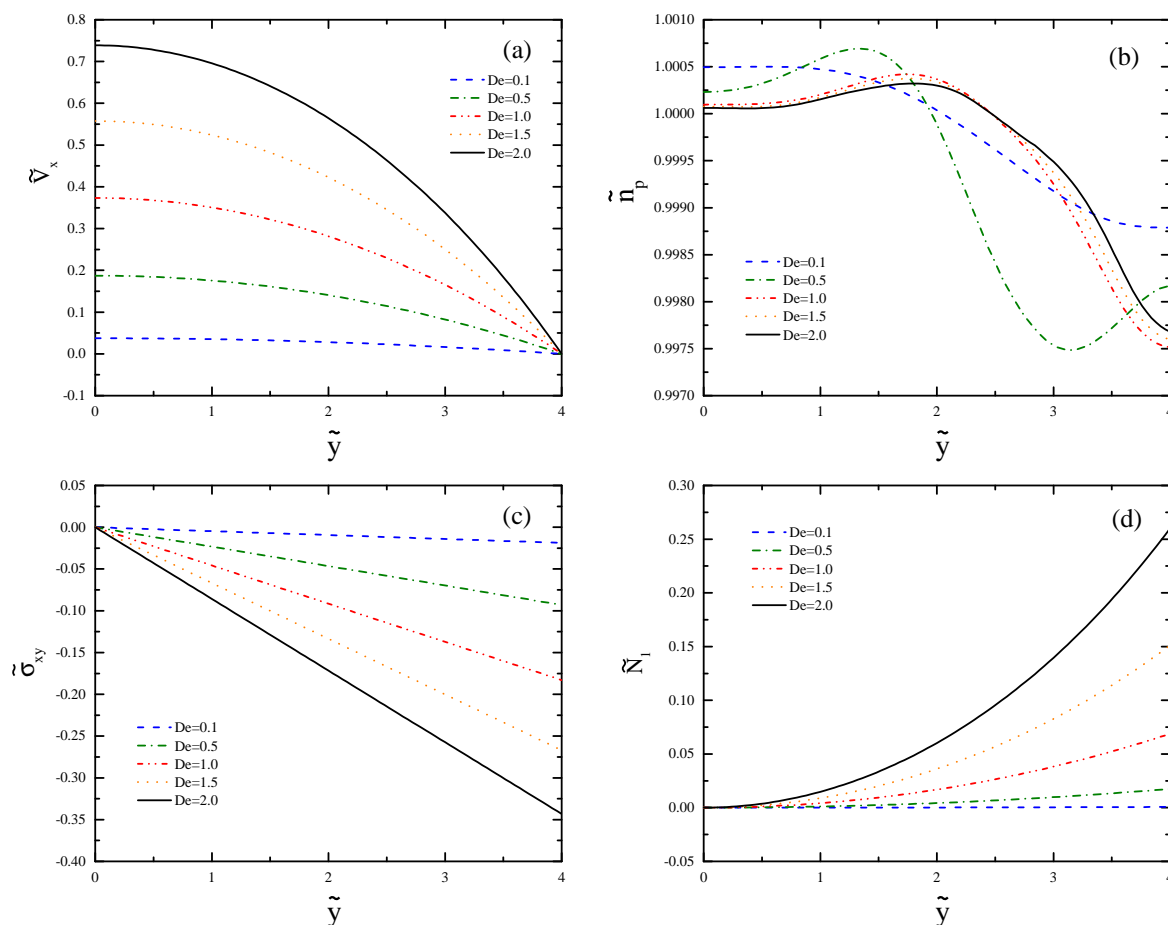 0.8
0.7
0.6
0.5
0.4
0.3
0.2
0.1
0.0
-0.1
0
1
2
3
4
ṽx
ỹ
(a)
De=0.1
De=0.5
De=1.0
De=1.5
De=2.0
1.0010
1.0005
1.0000
0.9995
0.9990
0.9985
0.9980
0.9975
0.9970
0
1
2
3
4
ñp
ỹ
(b)
De=0.1
De=0.5
De=1.0
De=1.5
De=2.0
0.05
0.00
-0.05
-0.10
-0.15
-0.20
-0.25
-0.30
-0.35
-0.40
0
1
2
3
4
σ̃xy
ỹ
(c)
De=0.1
De=0.5
De=1.0
De=1.5
De=2.0
0.30
0.25
0.20
0.15
0.10
0.05
0.00
-0.05
0
1
2
3
4
Ñ1
ỹ
(d)
De=0.1
De=0.5
De=1.0
De=1.5
De=2.0